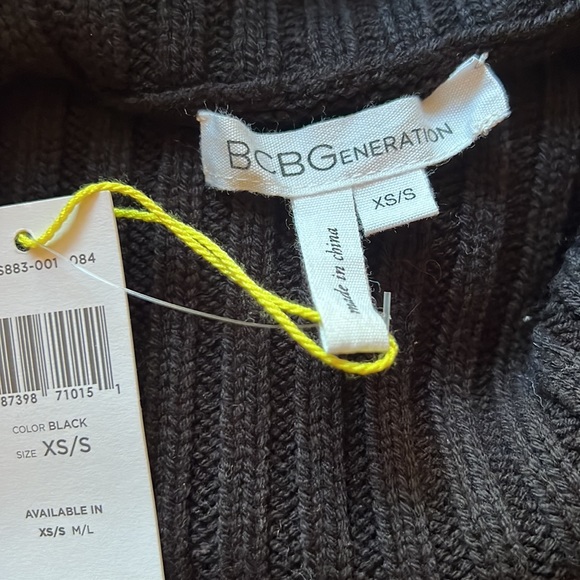 BCBGENERATION
XS/S
made in china
S883-001 084
87398 71015 1
COLOR BLACK
SIZE XS/S
AVAILABLE IN
XS/S M/L